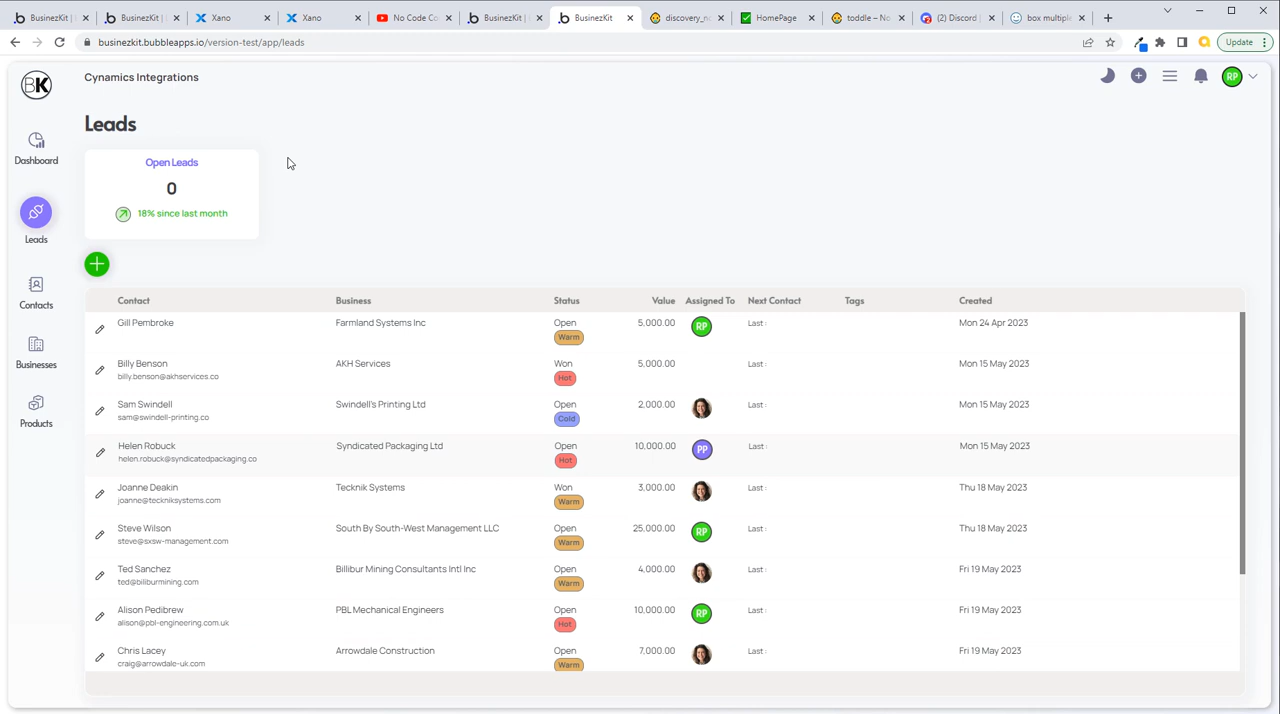 BusinezKit
BusinezKit
Xano
Xano
No Code Co
BusinezKit
BusinezKit
discovery_no
HomePage
toddle – No
(2) Discord
box multiple
businezkit.bubbleapps.io/version-test/app/leads
Update
BK
Cynamics Integrations
RP
Leads
Dashboard
Leads
Contacts
Businesses
Products
Open Leads
0
18% since last month
Contact Business Status Value Assigned To Next Contact Tags Created
Gill Pembroke Farmland Systems Inc Open 5,000.00 RP Last : Mon 24 Apr 2023
Warm
Billy Benson AKH Services Won 5,000.00 Last : Mon 15 May 2023
billy.benson@akhservices.co Hot
Sam Swindell Swindell's Printing Ltd Open 2,000.00 Last : Mon 15 May 2023
sam@swindell-printing.co Cold
Helen Robuck Syndicated Packaging Ltd Open 10,000.00 PP Last : Mon 15 May 2023
helen.robuck@syndicatedpackaging.co Hot
Joanne Deakin Tecknik Systems Won 3,000.00 Last : Thu 18 May 2023
joanne@teckniksystems.com Warm
Steve Wilson South By South-West Management LLC Open 25,000.00 RP Last : Thu 18 May 2023
steve@sxsw-management.com Warm
Ted Sanchez Billibur Mining Consultants Intl Inc Open 4,000.00 Last : Fri 19 May 2023
ted@billiburmining.com Warm
Alison Pedibrew PBL Mechanical Engineers Open 10,000.00 RP Last : Fri 19 May 2023
alison@pbl-engineering.com.uk Hot
Chris Lacey Arrowdale Construction Open 7,000.00 Last : Fri 19 May 2023
craig@arrowdale-uk.com Warm